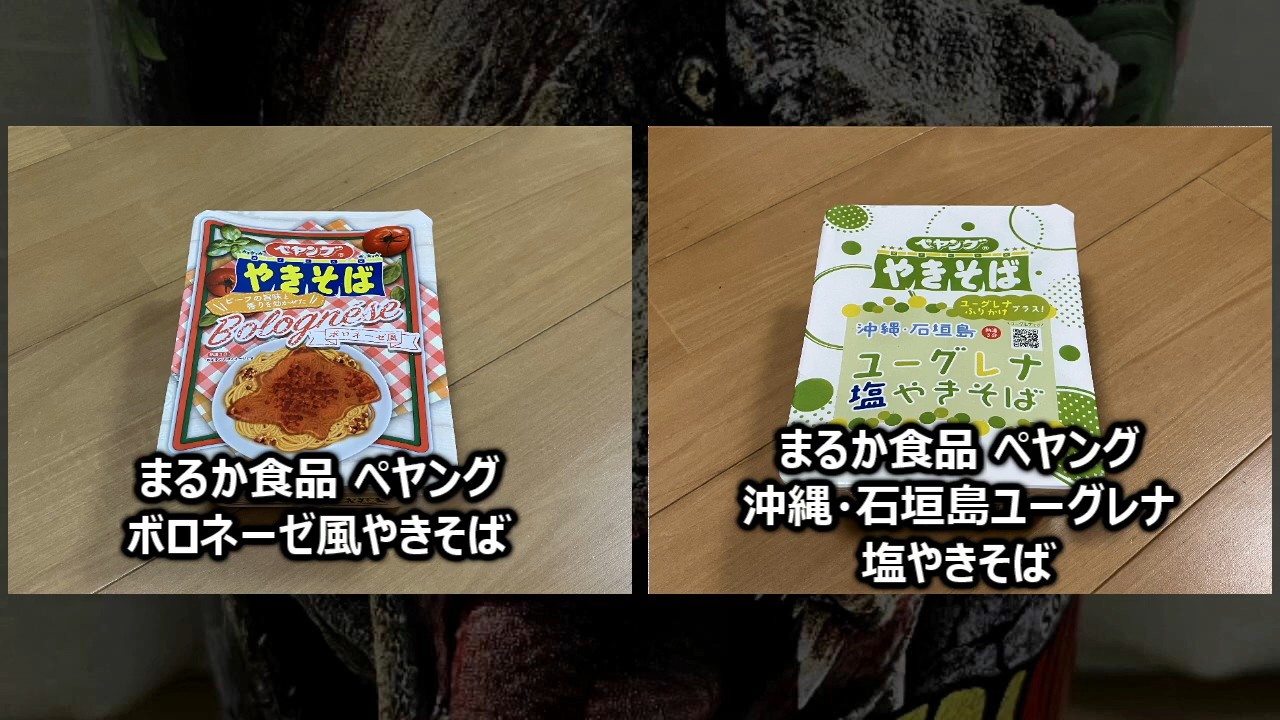 ペヤング
やきそば
ビーフの旨味と
香りを効かせた
Bolognese
ボロネーゼ風
まるか食品 ペヤング
ボロネーゼ風やきそば
ペヤング
やきそば
ユーグレナ
ふりかけ プラス!
沖縄・石垣島
熱湯
3分
ユーグレナ
塩やきそば
まるか食品 ペヤング
沖縄・石垣島ユーグレナ
塩やきそば